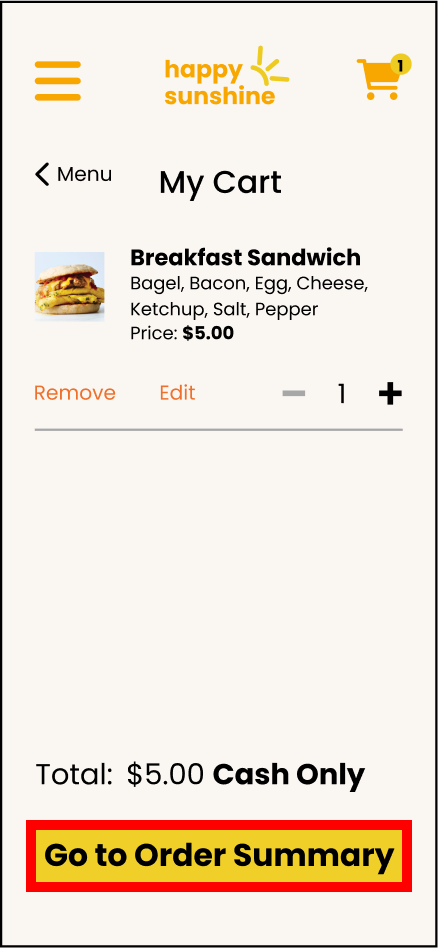 happy
sunshine
1
Menu
My Cart
Breakfast Sandwich
Bagel, Bacon, Egg, Cheese,
Ketchup, Salt, Pepper
Price: $5.00
Remove Edit 1
Total: $5.00 Cash Only
Go to Order Summary